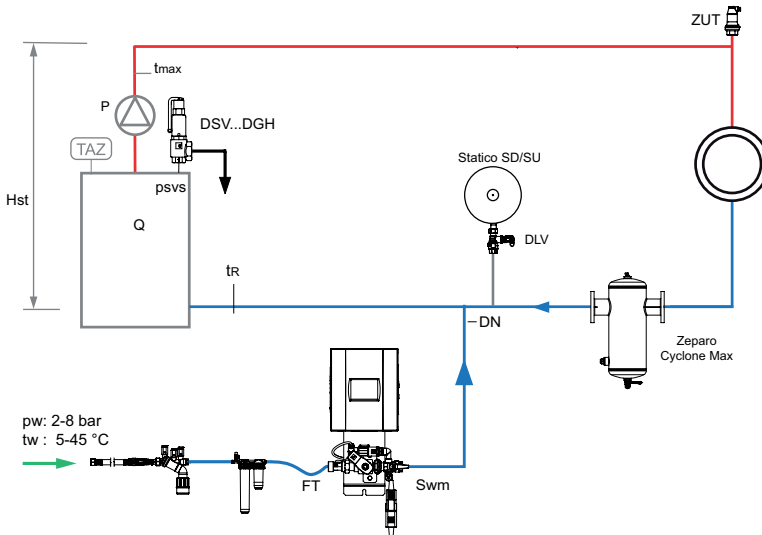 ZUT
tmax
P
DSV...DGH
TAZ
Statico SD/SU
psvs
Hst
Q
DLV
tR
DN
Zeparo
Cyclone Max
pw: 2-8 bar
tw : 5-45 °C
FT
Swm